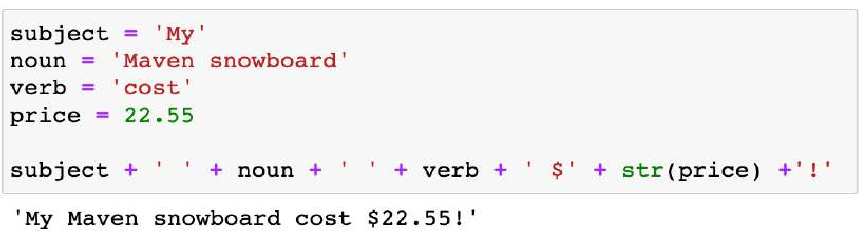 subject = 'My'
noun = 'Maven snowboard'
verb = 'cost'
price = 22.55
subject + ' ' + noun + ' ' + verb + ' $' + str(price) +'!'
'My Maven snowboard cost $22.55!'